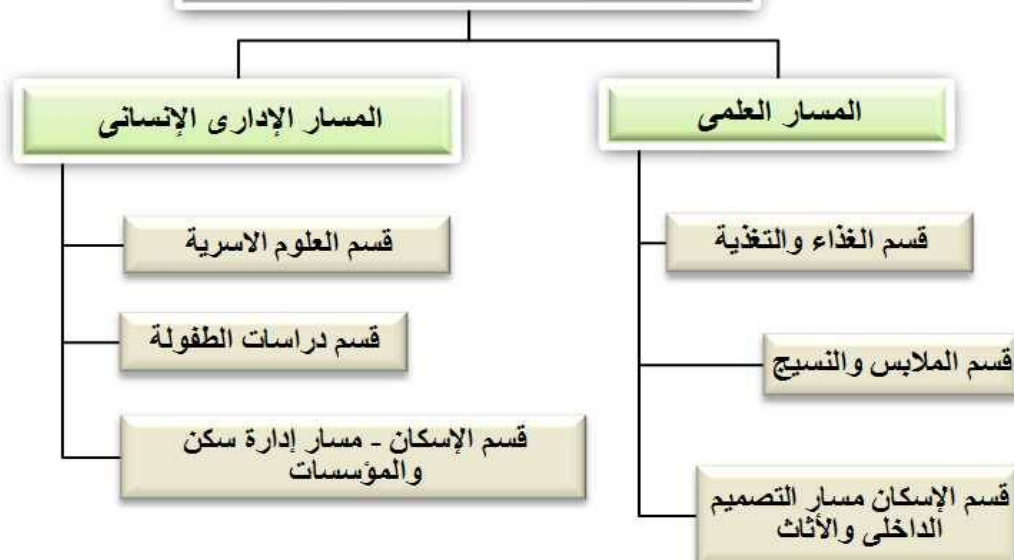 المسار العلمى
قسم الغذاء والتغذية
قسم الملابس والنسيج
قسم الإسكان مسار التصميم
الداخلى والأثاث
المسار الإدارى الإنسانى
قسم العلوم الاسرية
قسم دراسات الطفولة
قسم الإسكان - مسار إدارة سكن
والمؤسسات